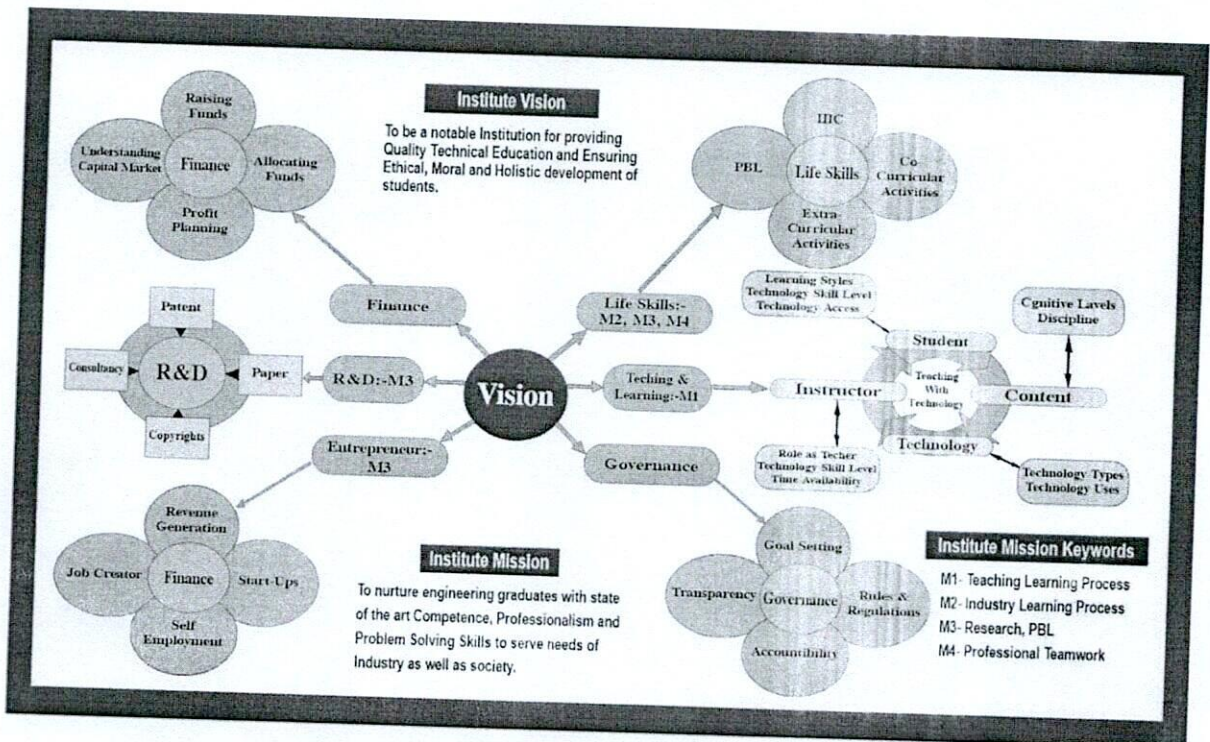 Institute Vision
To be a notable Institution for providing
Quality Technical Education and Ensuring
Ethical, Moral and Holistic development of
students.
Raising
Funds
Understanding
Capital Market
Finance
Allocating
Funds
Profit
Planning
IIIC
PBL
Life Skills
Co
Curricular
Activities
Extra-
Curricular
Activities
Finance
Life Skills:-
M2, M3, M4
Learning Styles
Technology Skill Level
Technology Access
Cgnitive Lavels
Discipline
Patent
Consultancy
R&D
Paper
Copyrights
R&D:-M3
Vision
Teching &
Learning:-M1
Student
Instructor
Teaching
With
Technology
Content
Technology
Entrepreneur:-
M3
Governance
Role as Techer
Technology Skill Level
Time Availability
Technology Types
Technology Uses
Revenue
Generation
Job Creator
Finance
Start-Ups
Self
Employment
Institute Mission
To nurture engineering graduates with state
of the art Competence, Professionalism and
Problem Solving Skills to serve needs of
Industry as well as society.
Goal Setting
Transparency
Governance
Rules &
Regulations
Accountibility
Institute Mission Keywords
M1- Teaching Learning Process
M2- Industry Learning Process
M3- Research, PBL
M4- Professional Teamwork